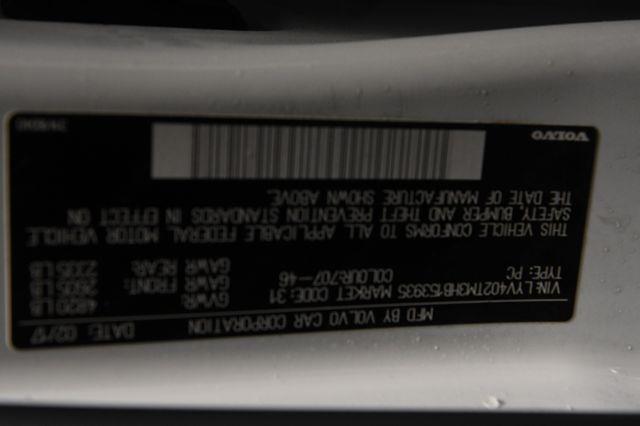 MFD BY VOLVO CAR CORPORATION DATE: 02/17
VIN: LYV402TM3HB153935 MARKET CODE: 31 4820 LB
TYPE: PC GAWR FRONT: 2605 LB
COLOUR: 707-46 GAWR REAR: 2335 LB
THIS VEHICLE CONFORMS TO ALL APPLICABLE FEDERAL MOTOR VEHICLE
SAFETY, BUMPER AND THEFT PREVENTION STANDARDS IN EFFECT ON
THE DATE OF MANUFACTURE SHOWN ABOVE.
VOLVO